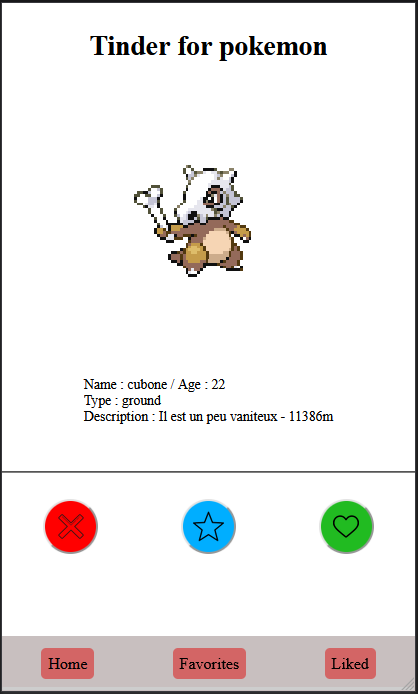 Tinder for pokemon
Name : cubone / Age : 22
Type : ground
Description : Il est un peu vaniteux - 11386m
Home
Favorites
Liked